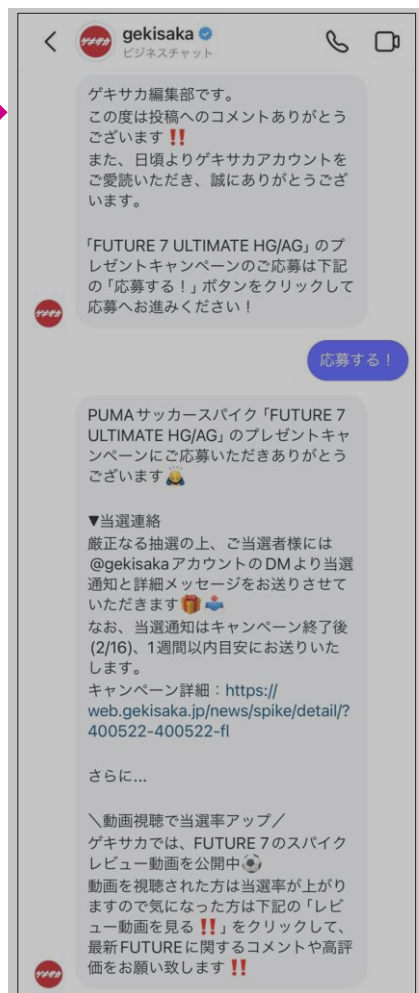 gekisaka
ビジネスチャット
ゲキサカ編集部です。
この度は投稿へのコメントありがとう
ございます‼️
また、日頃よりゲキサカアカウントを
ご愛読いただき、誠にありがとうござ
います。
「FUTURE 7 ULTIMATE HG/AG」のプ
レゼントキャンペーンのご応募は下記
の「応募する！」ボタンをクリックして
応募へお進みください！
ゲキサカ
応募する！
PUMAサッカースパイク「FUTURE 7
ULTIMATE HG/AG」のプレゼントキャ
ンペーンにご応募いただきありがとう
ございます🙇
▼当選連絡
厳正なる抽選の上、ご当選者様には
@gekisakaアカウントのDMより当選
通知と詳細メッセージをお送りさせて
いただきます🎁📥
なお、当選通知はキャンペーン終了後
(2/16)、1週間以内目安にお送りいた
します。
キャンペーン詳細：https://
web.gekisaka.jp/news/spike/detail/?
400522-400522-fl
さらに...
＼動画視聴で当選率アップ／
ゲキサカでは、FUTURE 7のスパイク
レビュー動画を公開中⚽
動画を視聴された方は当選率が上がり
ますので気になった方は下記の「レビ
ュー動画を見る‼️」をクリックして、
最新FUTUREに関するコメントや高評
価をお願い致します‼️
ゲキサカ